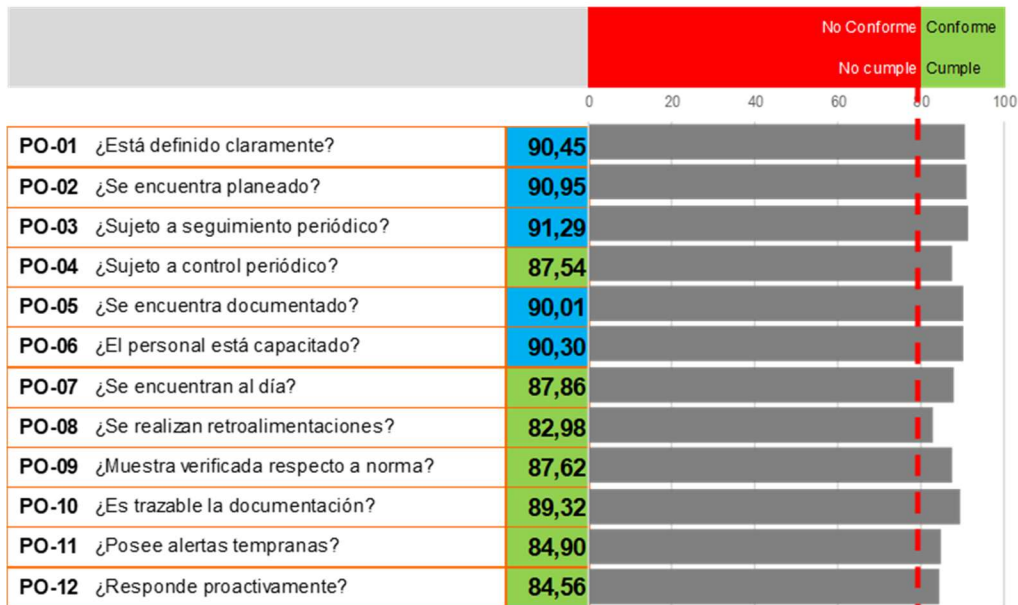 No Conforme Conforme
No cumple Cumple
0 20 40 60 80 100
PO-01 ¿Está definido claramente? 90,45
PO-02 ¿Se encuentra planeado? 90,95
PO-03 ¿Sujeto a seguimiento periódico? 91,29
PO-04 ¿Sujeto a control periódico? 87,54
PO-05 ¿Se encuentra documentado? 90,01
PO-06 ¿El personal está capacitado? 90,30
PO-07 ¿Se encuentran al día? 87,86
PO-08 ¿Se realizan retroalimentaciones? 82,98
PO-09 ¿Muestra verificada respecto a norma? 87,62
PO-10 ¿Es trazable la documentación? 89,32
PO-11 ¿Posee alertas tempranas? 84,90
PO-12 ¿Responde proactivamente? 84,56